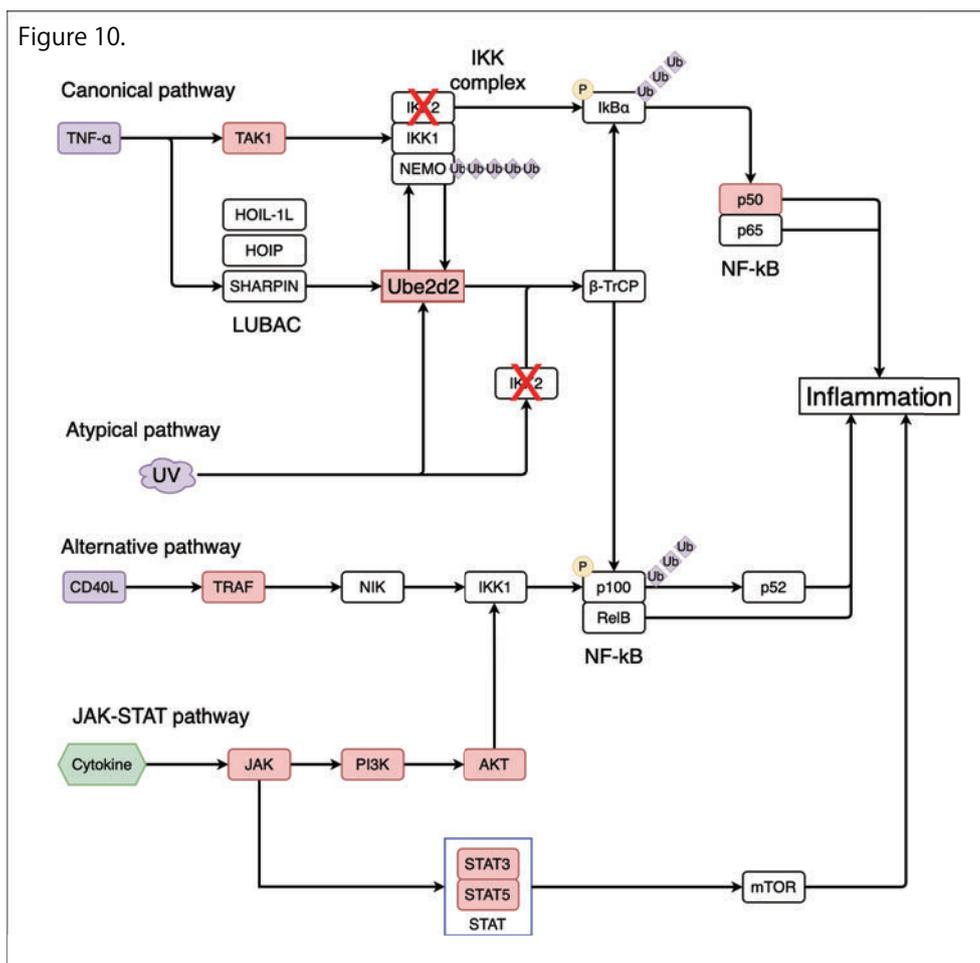 Figure 10.
IKK
complex
Canonical pathway
TNF-α
TAK1
IKK1
NEMO
Ub Ub Ub Ub Ub
P
IkBα
Ub Ub Ub
p50
p65
NF-kB
HOIL-1L
HOIP
SHARPIN
LUBAC
Ube2d2
β-TrCP
Inflammation
Atypical pathway
UV
Alternative pathway
CD40L
TRAF
NIK
IKK1
P
p100
RelB
NF-kB
Ub Ub Ub
p52
JAK-STAT pathway
Cytokine
JAK
PI3K
AKT
STAT3
STAT5
STAT
mTOR